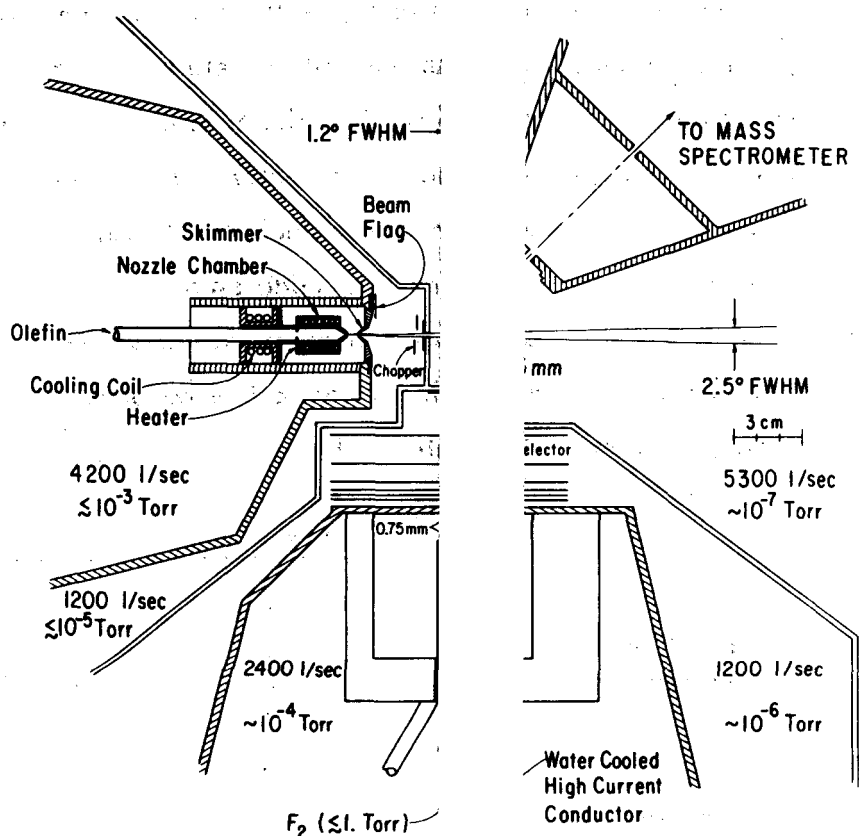 1.2° FWHM
TO MASS
SPECTROMETER
Beam
Flag
Skimmer
Nozzle Chamber
Olefin
Chopper
mm
Cooling Coil
Heater
2.5° FWHM
3 cm
elector
4200 l/sec
≲10⁻³ Torr
5300 l/sec
~10⁻⁷ Torr
0.75mm
1200 l/sec
≲10⁻⁵ Torr
2400 l/sec
~10⁻⁴ Torr
1200 l/sec
~10⁻⁶ Torr
Water Cooled
High Current
Conductor
F₂ (≲1. Torr)